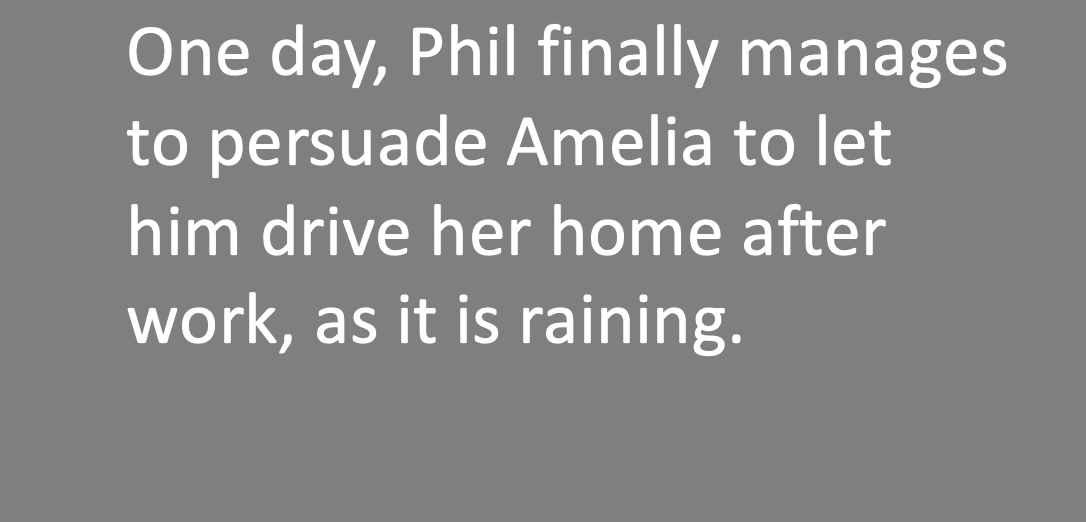 One day, Phil finally manages
to persuade Amelia to let
him drive her home after
work, as it is raining.